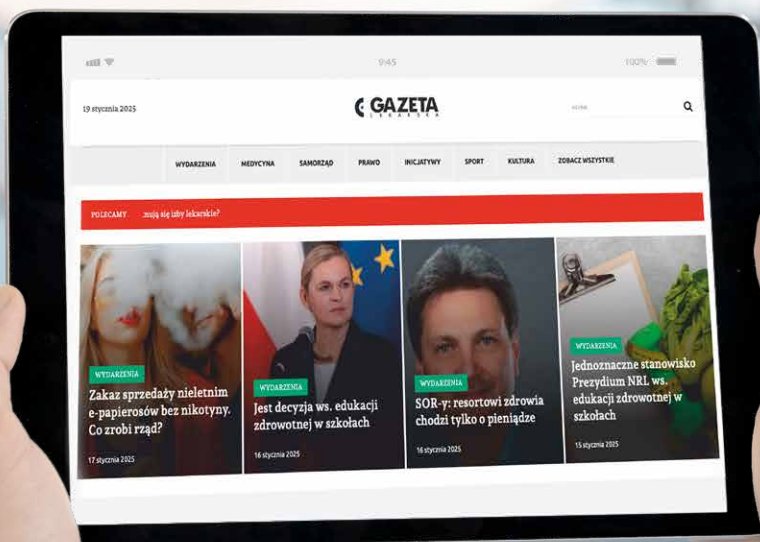 9:45
100%
19 stycznia 2025
GAZETA
LEKARSKA
WYDARZENIA MEDYCYNA SAMORZĄD PRAWO INICJATYWY SPORT KULTURA ZOBACZ WSZYSTKIE
POLECAMY .mują się izby lekarskie?
WYDARZENIA
Zakaz sprzedaży nieletnim
e-papierosów bez nikotyny.
Co zrobi rząd?
17 stycznia 2025
WYDARZENIA
Jest decyzja ws. edukacji
zdrowotnej w szkołach
16 stycznia 2025
WYDARZENIA
SOR-y: resortowi zdrowia
chodzi tylko o pieniądze
16 stycznia 2025
WYDARZENIA
Jednoznaczne stanowisko
Prezydium NRL ws.
edukacji zdrowotnej w
szkołach
15 stycznia 2025